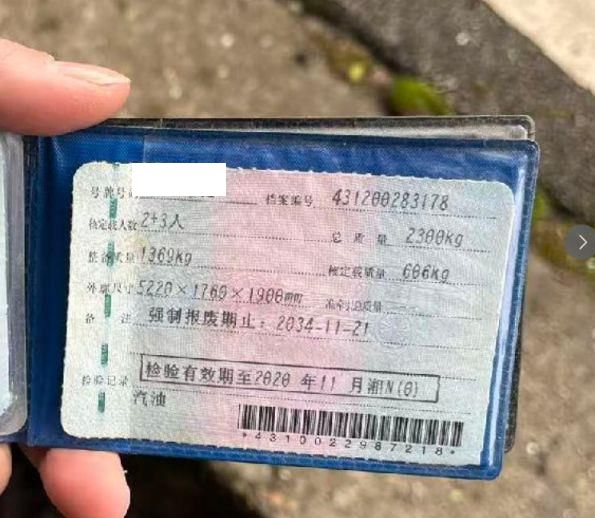 号牌号码 档案编号 431200283178
核定载人数 2+3人 总质量 2300kg
整备质量 1369kg 核定载质量 606kg
外廓尺寸 5220×1760×1900mm 准牵引总质量 --
备注 强制报废期止：2034-11-21
检验记录 检验有效期至2020年11月湘N(0)
汽油
*4310022987218*